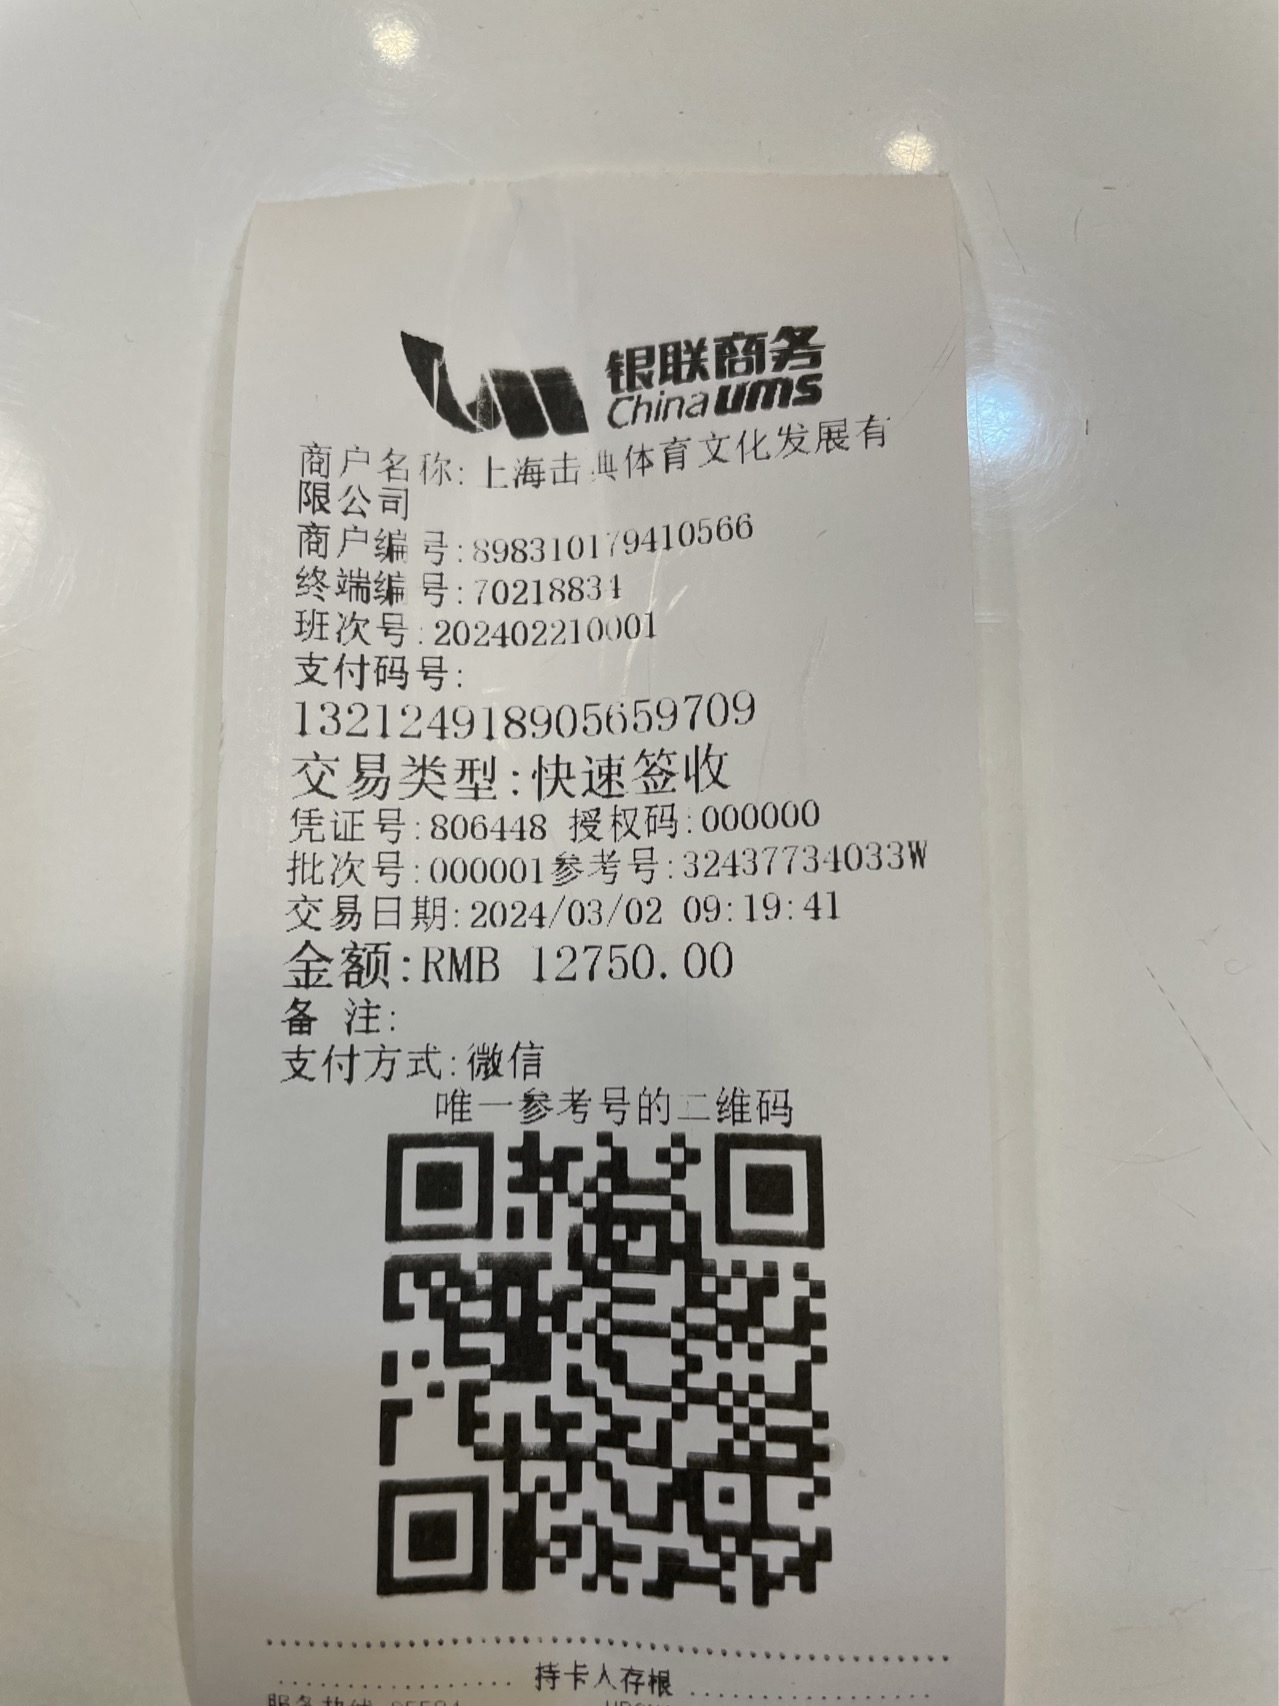 银联商务
China ums
商户名称:上海击典体育文化发展有
限公司
商户编号:898310179410566
终端编号:70218834
班次号:202402210001
支付码号:
132124918905659709
交易类型:快速签收
凭证号:806448 授权码:000000
批次号:000001参考号:32437734033W
交易日期:2024/03/02 09:19:41
金额:RMB 12750.00
备 注:
支付方式:微信
唯一参考号的二维码
持卡人存根